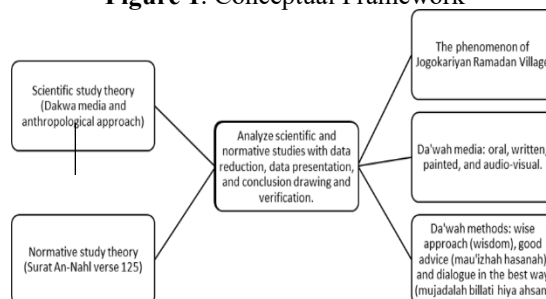 Figure 1. Conceptual Framework
Scientific study theory
(Dakwa media and
anthropological approach)
Normative study theory
(Surat An-Nahl verse 125)
Analyze scientific and
normative studies with data
reduction, data presentation,
and conclusion drawing and
verification.
The phenomenon of
Jogokariyan Ramadan Village
Da'wah media: oral, written,
painted, and audio-visual.
Da'wah methods: wise
approach (wisdom), good
advice (mau'izhah hasanah)
and dialogue in the best way
(mujadalah billati hiya ahsan